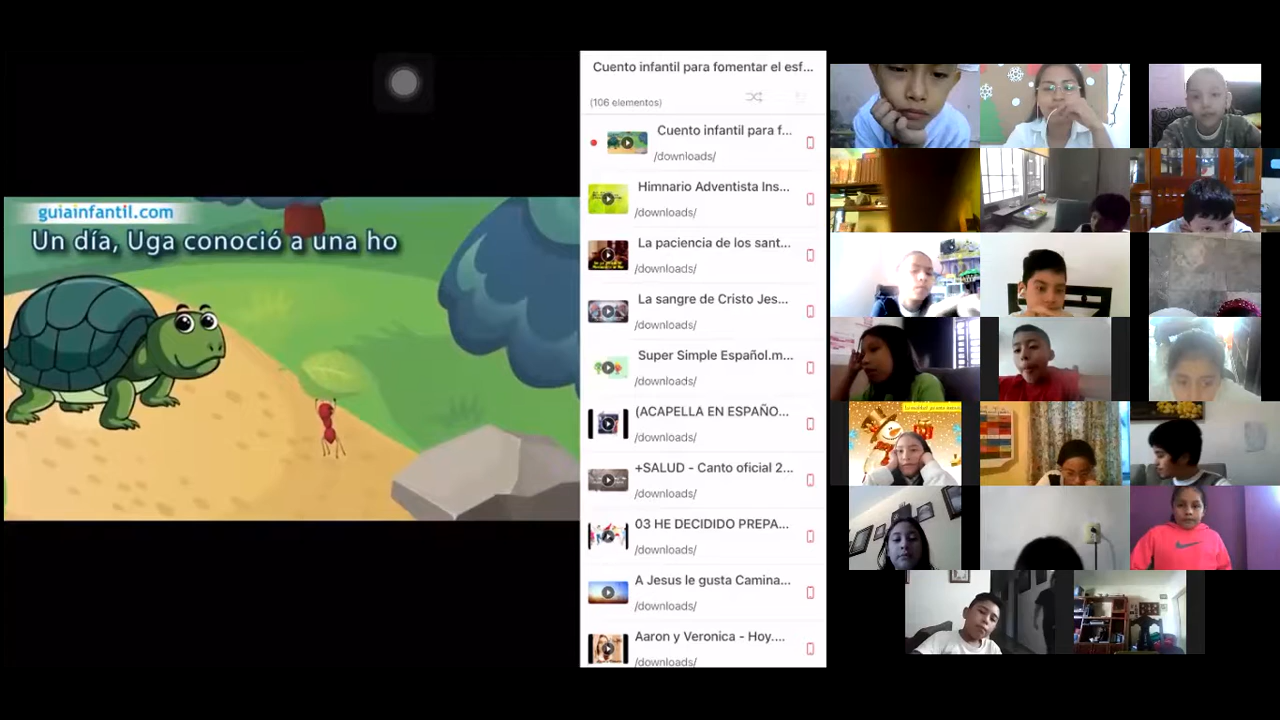 guiainfantil.com
Un día, Uga conoció a una ho
Cuento infantil para fomentar el esf...
(106 elementos)
Cuento infantil para f...
/downloads/
Himnario Adventista Ins...
/downloads/
La paciencia de los sant...
/downloads/
La sangre de Cristo Jes...
/downloads/
Super Simple Español.m...
/downloads/
(ACAPELLA EN ESPAÑO...
/downloads/
+SALUD - Canto oficial 2...
/downloads/
03 HE DECIDIDO PREPA...
/downloads/
A Jesus le gusta Camina...
/downloads/
Aaron y Veronica - Hoy....
/downloads/